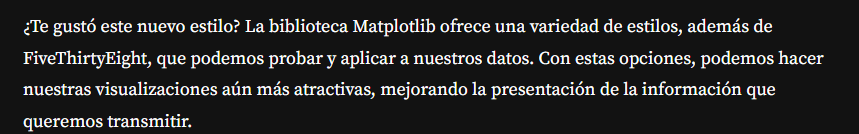 ¿Te gustó este nuevo estilo? La biblioteca Matplotlib ofrece una variedad de estilos, además de
FiveThirtyEight, que podemos probar y aplicar a nuestros datos. Con estas opciones, podemos hacer
nuestras visualizaciones aún más atractivas, mejorando la presentación de la información que
queremos transmitir.